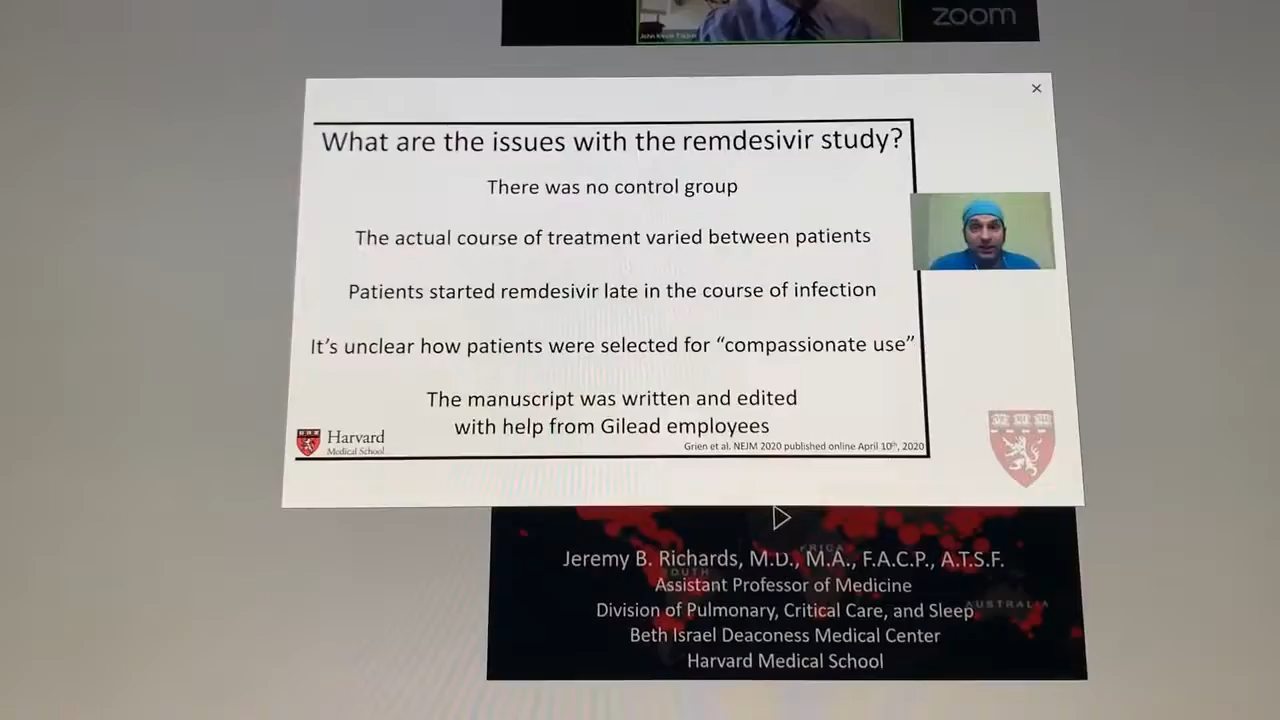 zoom
What are the issues with the remdesivir study?
There was no control group
The actual course of treatment varied between patients
Patients started remdesivir late in the course of infection
It's unclear how patients were selected for “compassionate use”
The manuscript was written and edited
with help from Gilead employees
Grien et al. NEJM 2020 published online April 10th, 2020
Harvard
Medical School
Jeremy B. Richards, M.D., M.A., F.A.C.P., A.T.S.F.
Assistant Professor of Medicine
Division of Pulmonary, Critical Care, and Sleep
AUSTRALIA
Beth Israel Deaconess Medical Center
Harvard Medical School